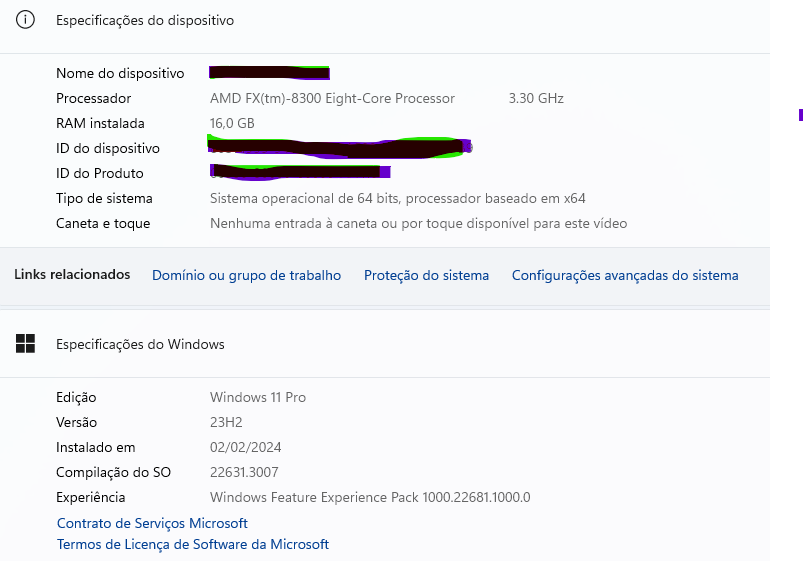 Especificações do dispositivo
Nome do dispositivo
Processador AMD FX(tm)-8300 Eight-Core Processor 3.30 GHz
RAM instalada 16,0 GB
ID do dispositivo
ID do Produto
Tipo de sistema Sistema operacional de 64 bits, processador baseado em x64
Caneta e toque Nenhuma entrada à caneta ou por toque disponível para este vídeo
Links relacionados Domínio ou grupo de trabalho Proteção do sistema Configurações avançadas do sistema
Especificações do Windows
Edição Windows 11 Pro
Versão 23H2
Instalado em 02/02/2024
Compilação do SO 22631.3007
Experiência Windows Feature Experience Pack 1000.22681.1000.0
Contrato de Serviços Microsoft
Termos de Licença de Software da Microsoft